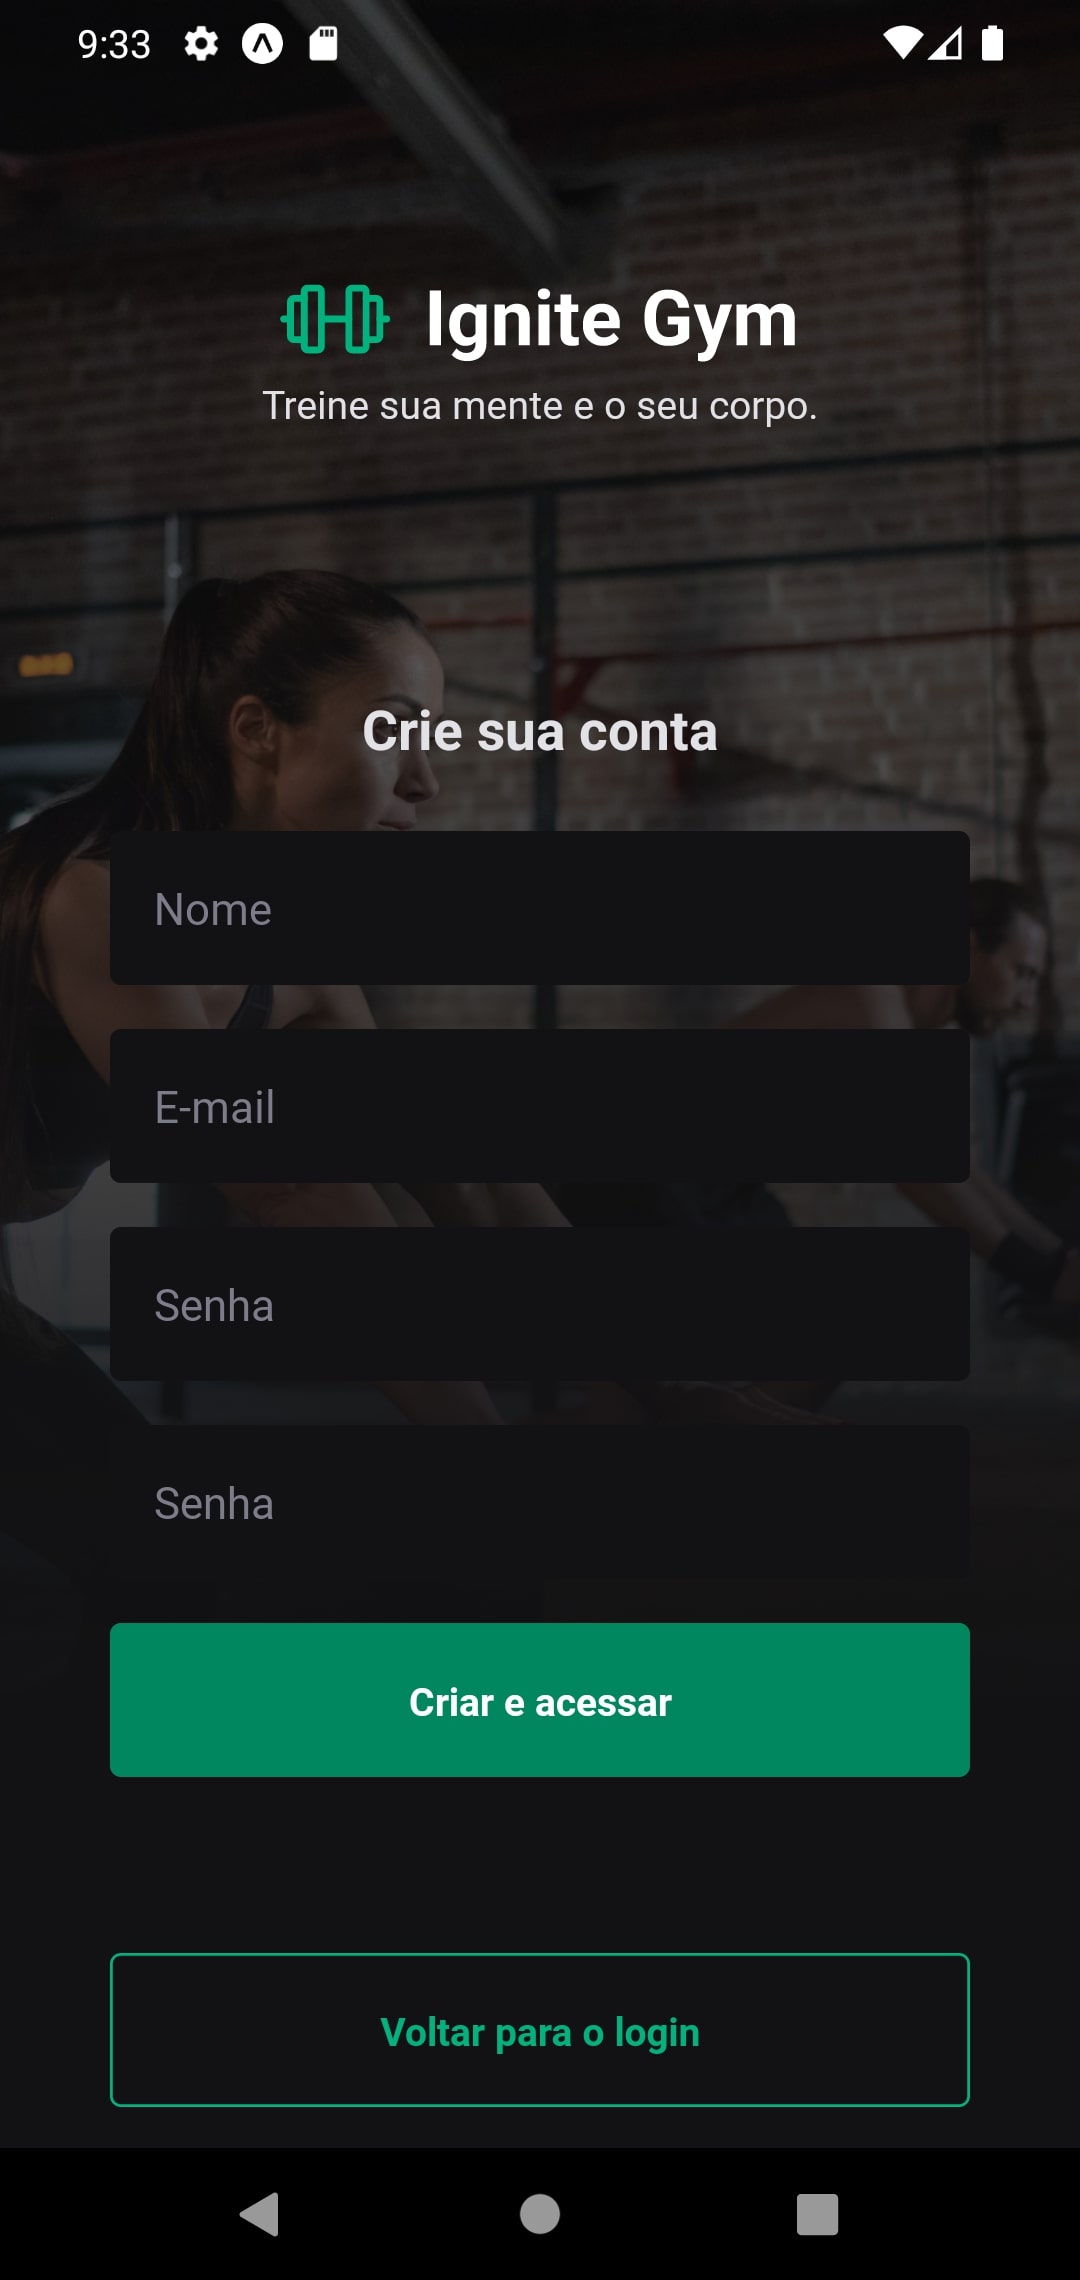 9:33
Ignite Gym
Treine sua mente e o seu corpo.
Crie sua conta
Nome
E-mail
Senha
Senha
Criar e acessar
Voltar para o login